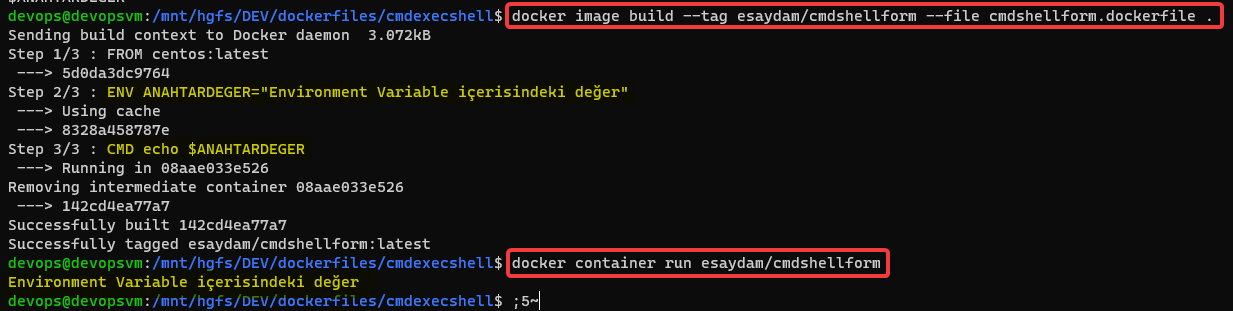 $ANAHTARDEGER
devops@devopsvm:/mnt/hgfs/DEV/dockerfiles/cmdexecshell$ docker image build --tag esaydam/cmdshellform --file cmdshellform.dockerfile .
Sending build context to Docker daemon  3.072kB
Step 1/3 : FROM centos:latest
 ---> 5d0da3dc9764
Step 2/3 : ENV ANAHTARDEGER="Environment Variable içerisindeki değer"
 ---> Using cache
 ---> 8328a458787e
Step 3/3 : CMD echo $ANAHTARDEGER
 ---> Running in 08aae033e526
Removing intermediate container 08aae033e526
 ---> 142cd4ea77a7
Successfully built 142cd4ea77a7
Successfully tagged esaydam/cmdshellform:latest
devops@devopsvm:/mnt/hgfs/DEV/dockerfiles/cmdexecshell$ docker container run esaydam/cmdshellform
Environment Variable içerisindeki değer
devops@devopsvm:/mnt/hgfs/DEV/dockerfiles/cmdexecshell$ ;5~